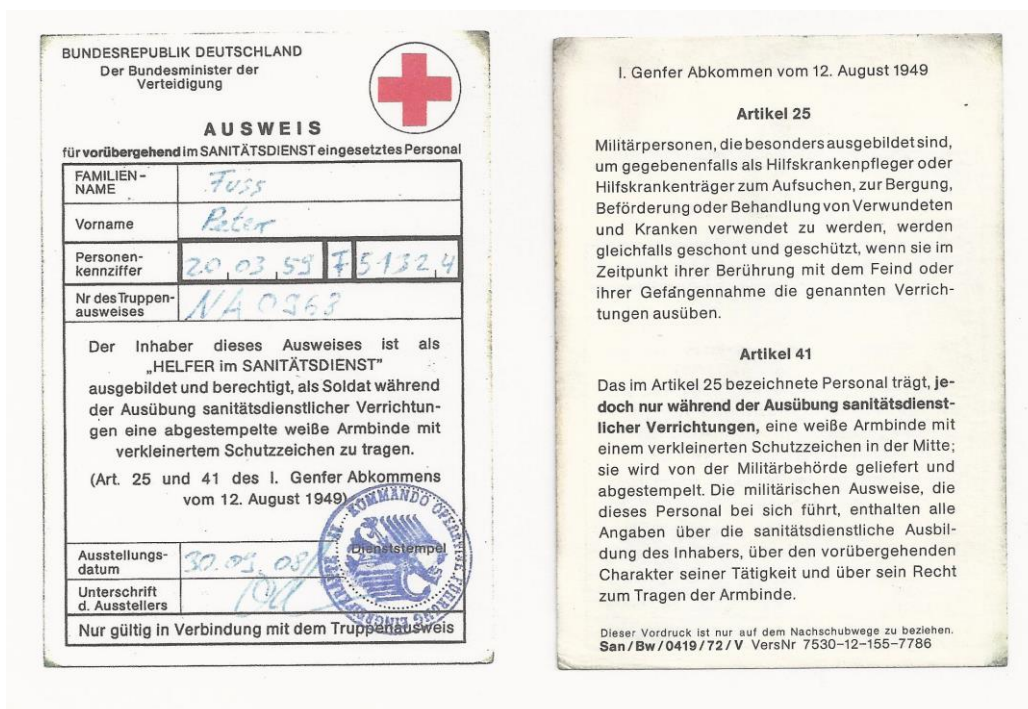 BUNDESREPUBLIK DEUTSCHLAND
Der Bundesminister der
Verteidigung
AUSWEIS
für vorübergehend im SANITÄTSDIENST eingesetztes Personal
FAMILIEN-
NAME
Fuss
Vorname
Peter
Personen-
kennziffer
20,03,59 F 5132,4
Nr des Truppen-
ausweises
NA 0963
Der Inhaber dieses Ausweises ist als
„HELFER im SANITÄTSDIENST”
ausgebildet und berechtigt, als Soldat während
der Ausübung sanitätsdienstlicher Verrichtun-
gen eine abgestempelte weiße Armbinde mit
verkleinertem Schutzzeichen zu tragen.
(Art. 25 und 41 des I. Genfer Abkommens
vom 12. August 1949)
KOMMANDO OPERATIVE FÜHRUNG EINGREIFKRÄFTE
Dienststempel
Ausstellungs-
datum
30.09.08
Unterschrift
d. Ausstellers
Nur gültig in Verbindung mit dem Truppenausweis
I. Genfer Abkommen vom 12. August 1949
Artikel 25
Militärpersonen, die besonders ausgebildet sind,
um gegebenenfalls als Hilfskrankenpfleger oder
Hilfskrankenträger zum Aufsuchen, zur Bergung,
Beförderung oder Behandlung von Verwundeten
und Kranken verwendet zu werden, werden
gleichfalls geschont und geschützt, wenn sie im
Zeitpunkt ihrer Berührung mit dem Feind oder
ihrer Gefangennahme die genannten Verrich-
tungen ausüben.
Artikel 41
Das im Artikel 25 bezeichnete Personal trägt, je-
doch nur während der Ausübung sanitätsdienst-
licher Verrichtungen, eine weiße Armbinde mit
einem verkleinerten Schutzzeichen in der Mitte;
sie wird von der Militärbehörde geliefert und
abgestempelt. Die militärischen Ausweise, die
dieses Personal bei sich führt, enthalten alle
Angaben über die sanitätsdienstliche Ausbil-
dung des Inhabers, über den vorübergehenden
Charakter seiner Tätigkeit und über sein Recht
zum Tragen der Armbinde.
Dieser Vordruck ist nur auf dem Nachschubwege zu beziehen.
San/Bw/0419/72/V VersNr 7530-12-155-7786